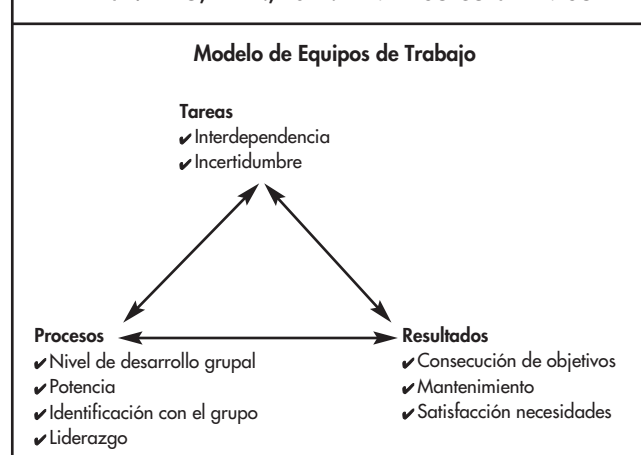 Modelo de Equipos de Trabajo
Tareas
✔Interdependencia
✔Incertidumbre
Procesos
✔Nivel de desarrollo grupal
✔Potencia
✔Identificación con el grupo
✔Liderazgo
Resultados
✔Consecución de objetivos
✔Mantenimiento
✔Satisfacción necesidades